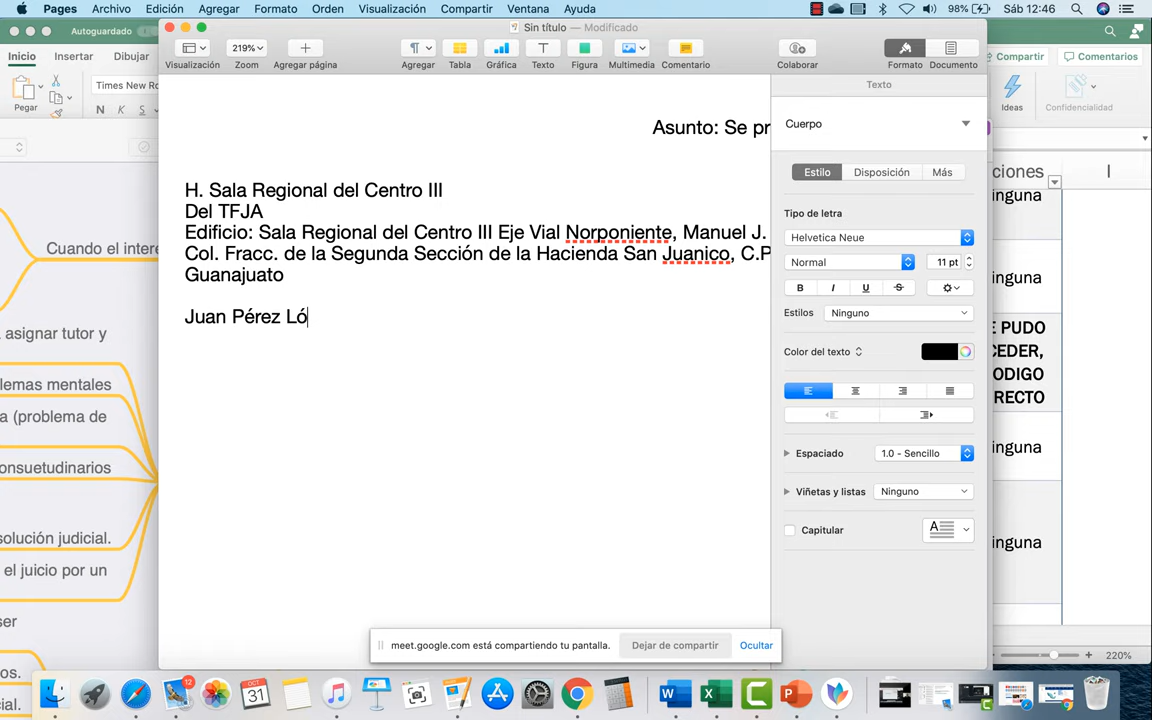 Pages Archivo Edición Agregar Formato Orden Visualización Compartir Ventana Ayuda 98% Sáb 12:46
Autoguardado
Sin título — Modificado
Inicio Insertar Dibujar
219%
Visualización Zoom Agregar página Agregar Tabla Gráfica Texto Figura Multimedia Comentario Colaborar Formato Documento
Compartir Comentarios
Pegar
Times New Ro
N K S
Ideas Confidencialidad
Texto
Cuerpo
Estilo Disposición Más
Tipo de letra
Helvetica Neue
Normal 11 pt
B I U S
Estilos Ninguno
Color del texto
Espaciado 1.0 - Sencillo
Viñetas y listas Ninguno
Capitular A
Asunto: Se pr
H. Sala Regional del Centro III
Del TFJA
Edificio: Sala Regional del Centro III Eje Vial Norponiente, Manuel J.
Col. Fracc. de la Segunda Sección de la Hacienda San Juanico, C.P
Guanajuato
Juan Pérez Ló
Cuando el intere
a asignar tutor y
lemas mentales
a (problema de
onsuetudinarios
solución judicial.
el juicio por un
ser
os.
cial.
ciones I
inguna
inguna
E PUDO
CEDER,
ODIGO
RECTO
inguna
inguna
220%
meet.google.com está compartiendo tu pantalla. Dejar de compartir Ocultar
12
OCT
31